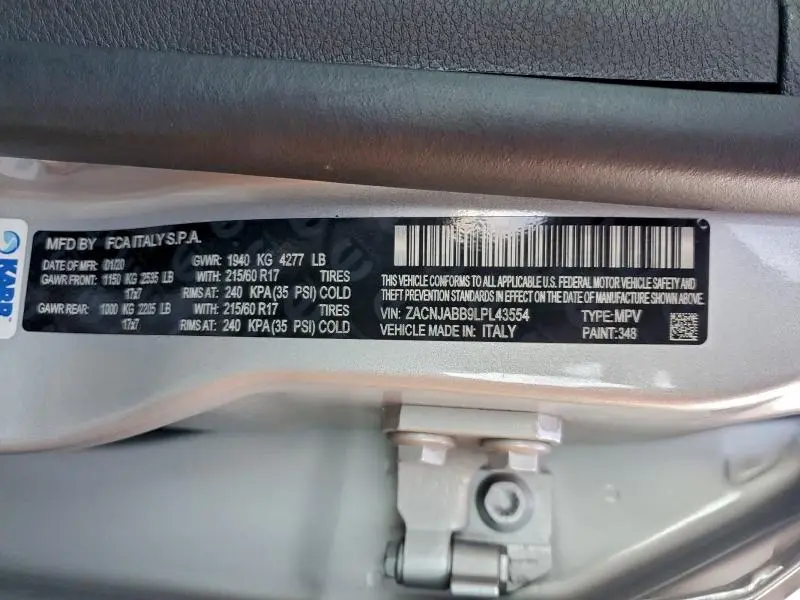 MFD BY FCA ITALY S.P.A.
DATE OF MFD: 01/20 GVWR: 1940 KG 4277 LB
GAWR FRONT: 1150 KG 2535 LB WITH: 215/60 R17 TIRES
17x7 RIMS AT: 240 KPA (35 PSI) COLD
GAWR REAR: 1000 KG 2205 LB WITH: 215/60 R17 TIRES
17x7 RIMS AT: 240 KPA (35 PSI) COLD
THIS VEHICLE CONFORMS TO ALL APPLICABLE U.S. FEDERAL MOTOR VEHICLE SAFETY AND
THEFT PREVENTION STANDARDS IN EFFECT ON THE DATE OF MANUFACTURE SHOWN ABOVE.
VIN: ZACNJABB9LPL43554 TYPE: MPV
VEHICLE MADE IN: ITALY PAINT: 348
KARR